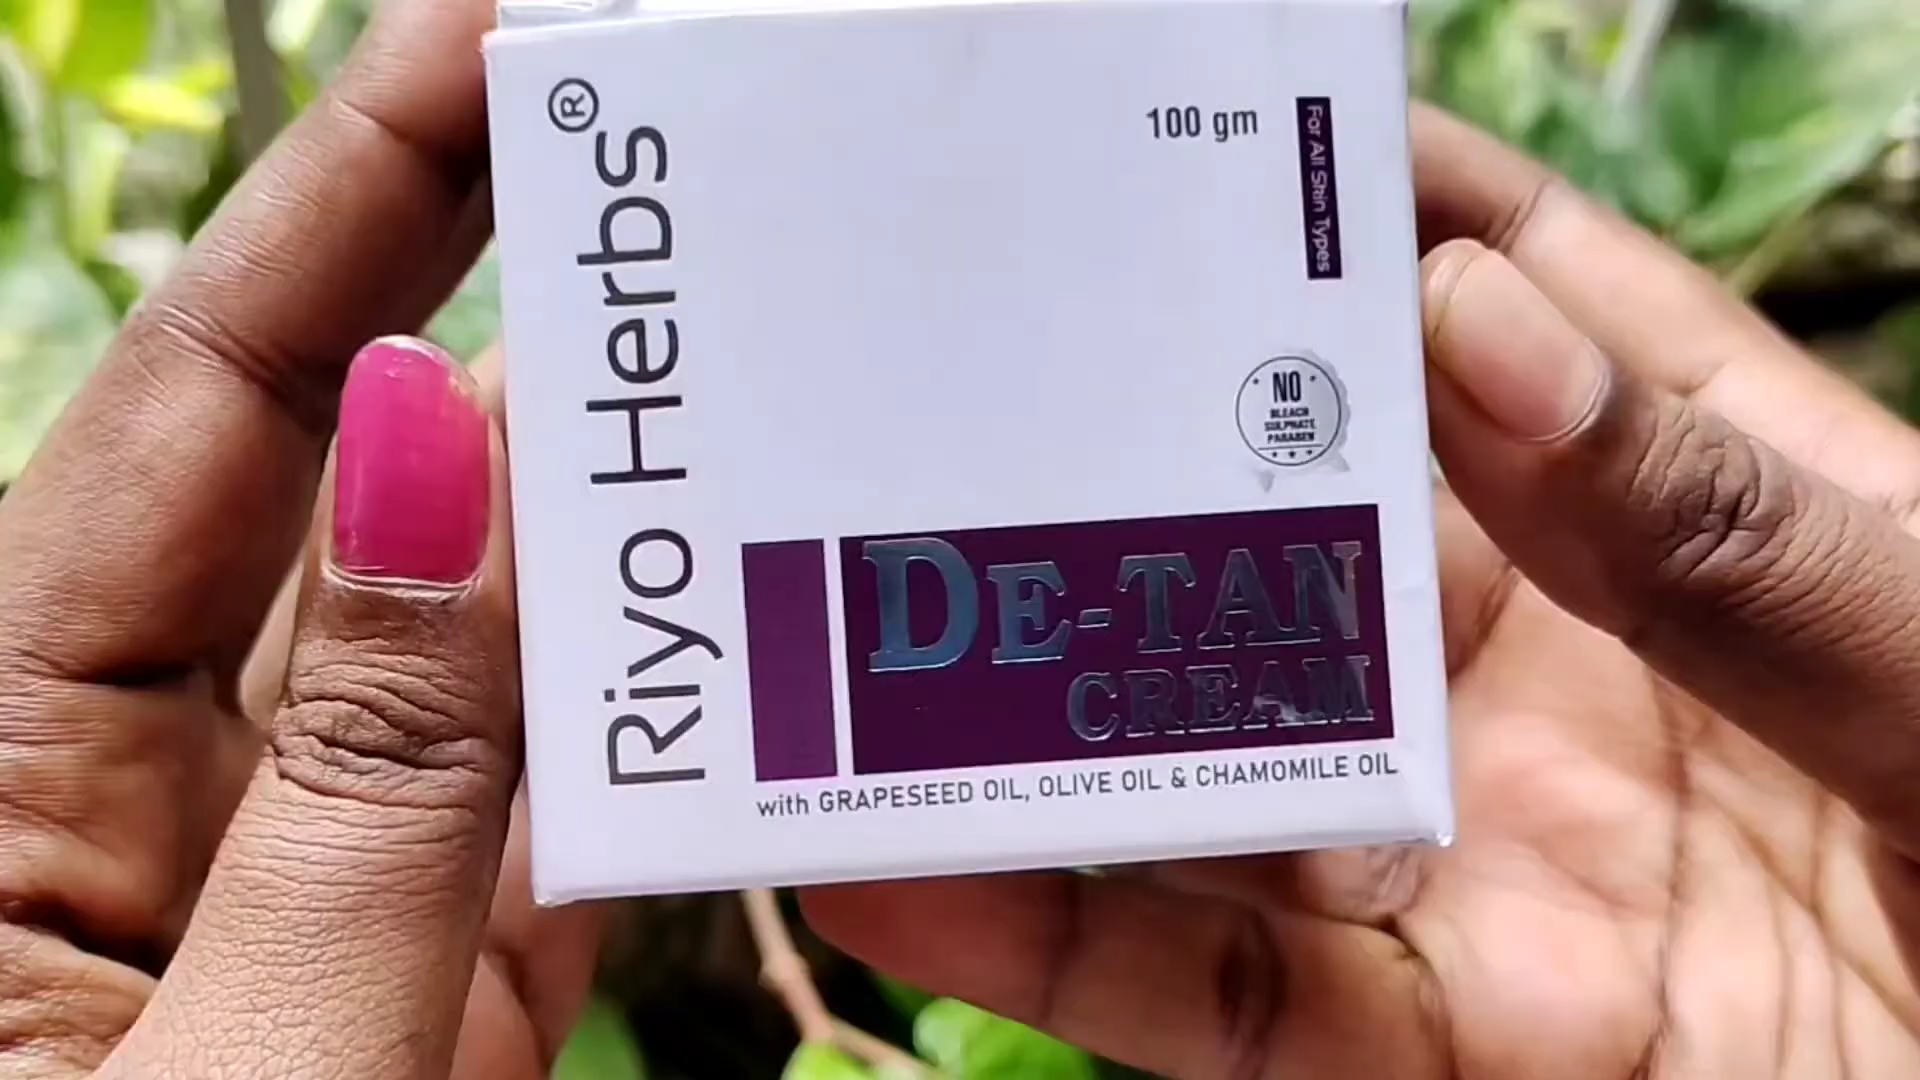 Riyo Herbs®
100 gm
For All Skin Types
NO
BLEACH
SULPHATE
PARABEN
DE-TAN
CREAM
with GRAPESEED OIL, OLIVE OIL & CHAMOMILE OIL